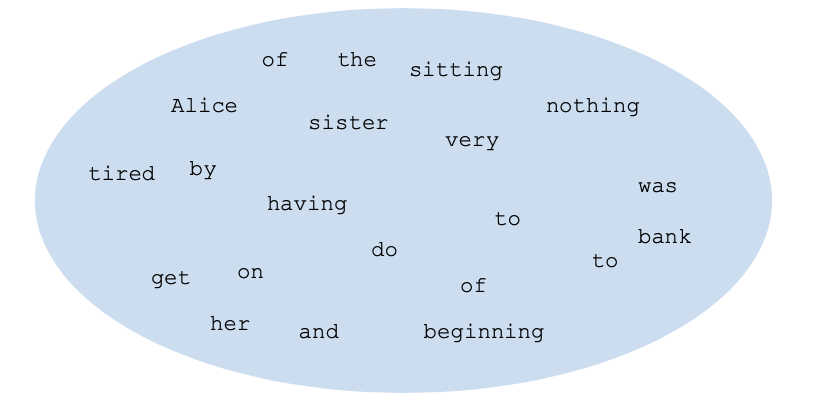 of the sitting
Alice nothing
sister very
tired by was
having to
do bank
get on of to
her and beginning